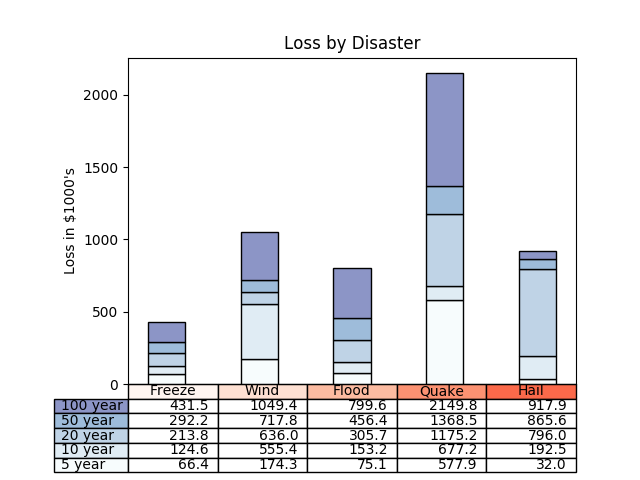 Loss by Disaster
2000
1500
1000
500
0
Loss in $1000's
Freeze Wind Flood Quake Hail
100 year 431.5 1049.4 799.6 2149.8 917.9
50 year 292.2 717.8 456.4 1368.5 865.6
20 year 213.8 636.0 305.7 1175.2 796.0
10 year 124.6 555.4 153.2 677.2 192.5
5 year 66.4 174.3 75.1 577.9 32.0